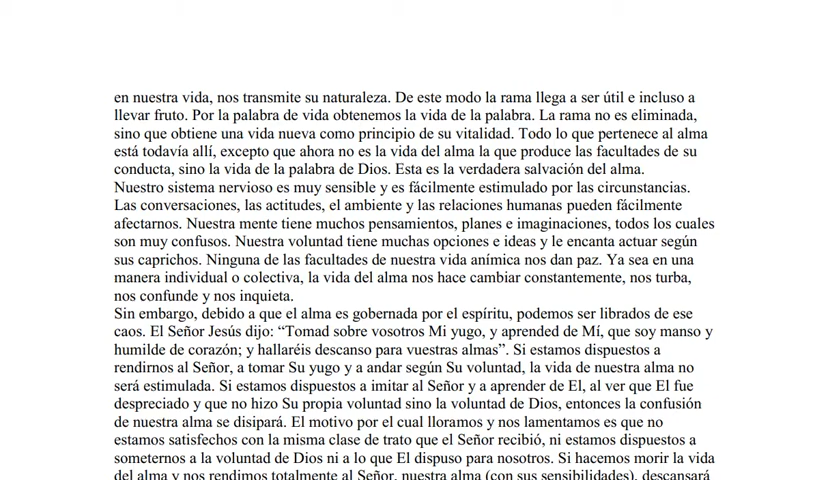 en nuestra vida, nos transmite su naturaleza. De este modo la rama llega a ser útil e incluso a
llevar fruto. Por la palabra de vida obtenemos la vida de la palabra. La rama no es eliminada,
sino que obtiene una vida nueva como principio de su vitalidad. Todo lo que pertenece al alma
está todavía allí, excepto que ahora no es la vida del alma la que produce las facultades de su
conducta, sino la vida de la palabra de Dios. Esta es la verdadera salvación del alma.
Nuestro sistema nervioso es muy sensible y es fácilmente estimulado por las circunstancias.
Las conversaciones, las actitudes, el ambiente y las relaciones humanas pueden fácilmente
afectarnos. Nuestra mente tiene muchos pensamientos, planes e imaginaciones, todos los cuales
son muy confusos. Nuestra voluntad tiene muchas opciones e ideas y le encanta actuar según
sus caprichos. Ninguna de las facultades de nuestra vida anímica nos dan paz. Ya sea en una
manera individual o colectiva, la vida del alma nos hace cambiar constantemente, nos turba,
nos confunde y nos inquieta.
Sin embargo, debido a que el alma es gobernada por el espíritu, podemos ser librados de ese
caos. El Señor Jesús dijo: “Tomad sobre vosotros Mi yugo, y aprended de Mí, que soy manso y
humilde de corazón; y hallaréis descanso para vuestras almas”. Si estamos dispuestos a
rendirnos al Señor, a tomar Su yugo y a andar según Su voluntad, la vida de nuestra alma no
será estimulada. Si estamos dispuestos a imitar al Señor y a aprender de El, al ver que El fue
despreciado y que no hizo Su propia voluntad sino la voluntad de Dios, entonces la confusión
de nuestra alma se disipará. El motivo por el cual lloramos y nos lamentamos es que no
estamos satisfechos con la misma clase de trato que el Señor recibió, ni estamos dispuestos a
someternos a la voluntad de Dios ni a lo que El dispuso para nosotros. Si hacemos morir la vida
del alma y nos rendimos totalmente al Señor, nuestra alma (con sus sensibilidades), descansará